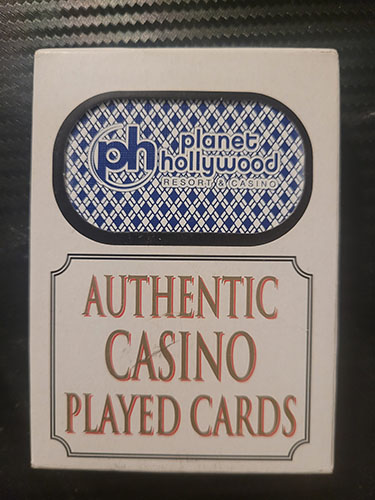 ph
planet
hollywood
RESORT & CASINO
AUTHENTIC
CASINO
PLAYED CARDS